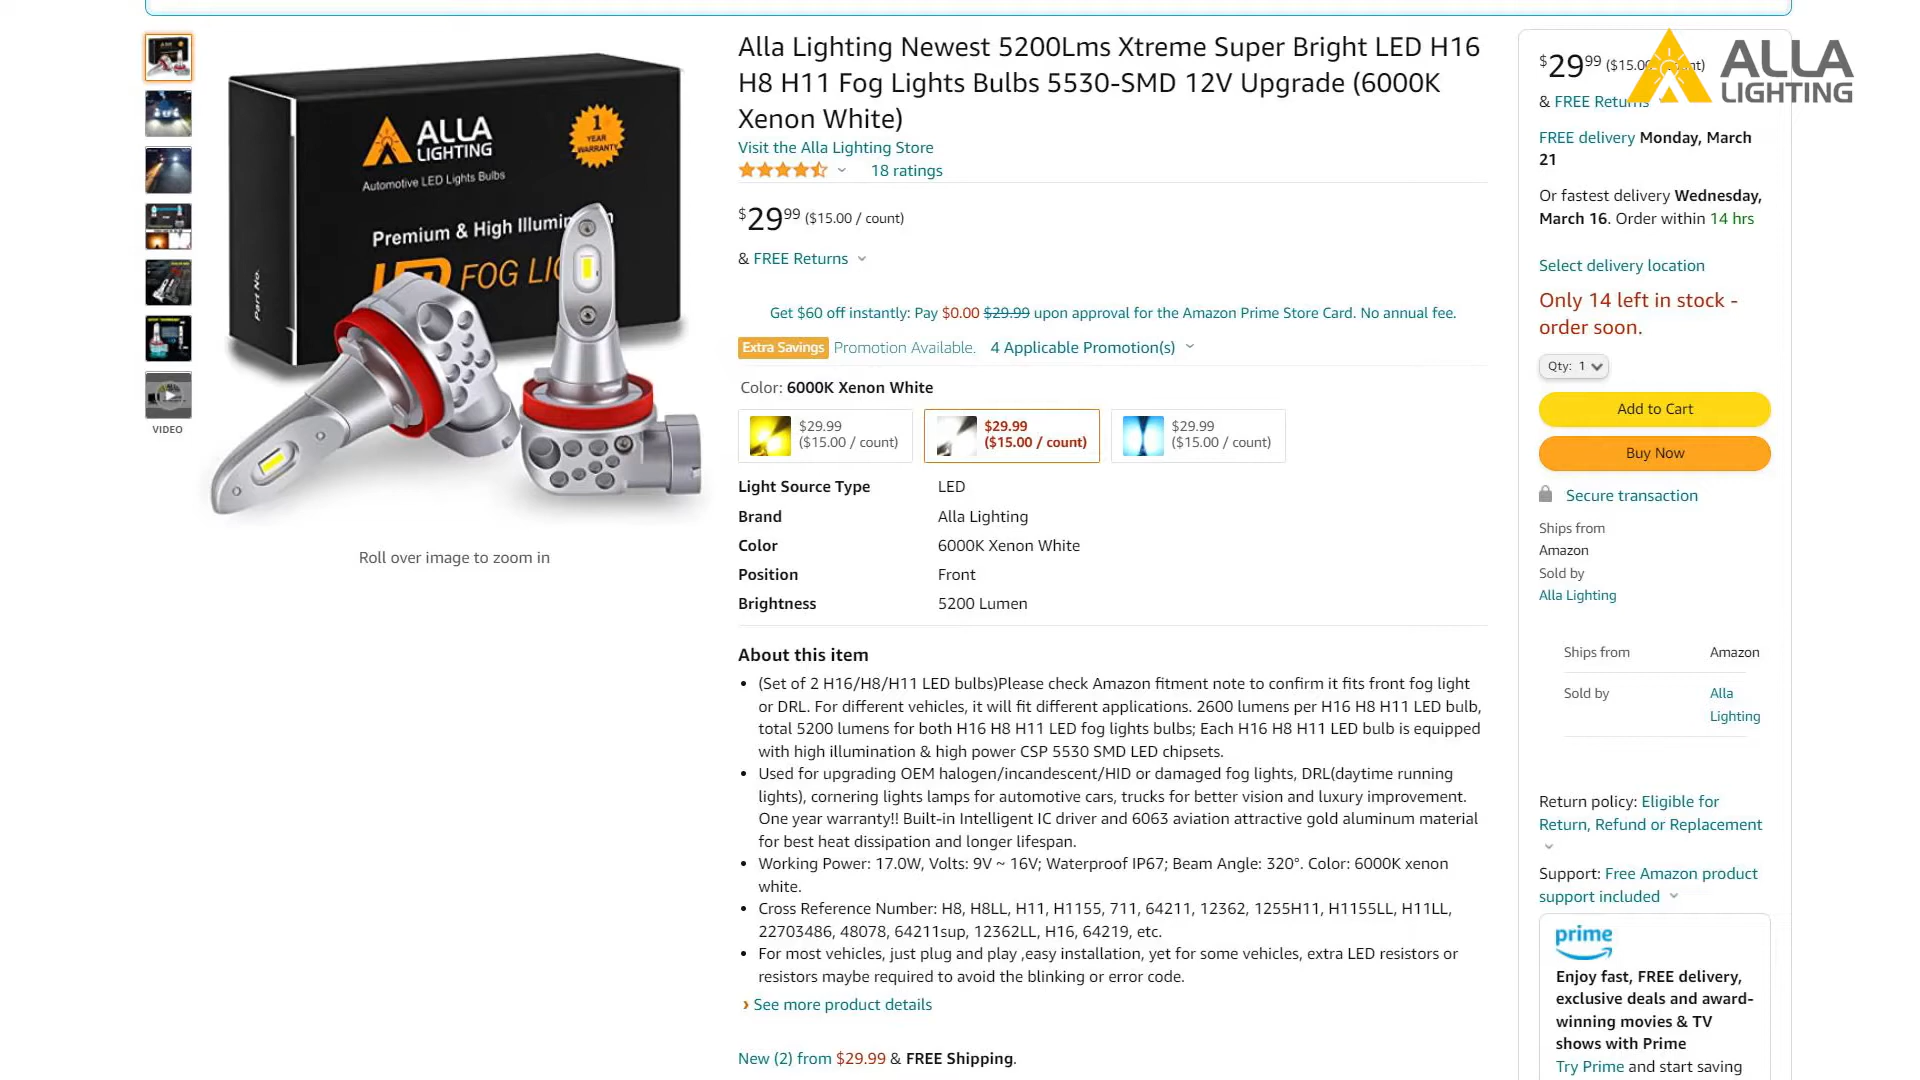 Alla Lighting Newest 5200Lms Xtreme Super Bright LED H16
H8 H11 Fog Lights Bulbs 5530-SMD 12V Upgrade (6000K
Xenon White)
Visit the Alla Lighting Store
18 ratings
$29 99 ($15.00 / count)
& FREE Returns
Get $60 off instantly: Pay $0.00 $29.99 upon approval for the Amazon Prime Store Card. No annual fee.
Extra Savings Promotion Available. 4 Applicable Promotion(s)
Color: 6000K Xenon White
$29.99
($15.00 / count)
$29.99
($15.00 / count)
$29.99
($15.00 / count)
Light Source Type LED
Brand Alla Lighting
Color 6000K Xenon White
Position Front
Brightness 5200 Lumen
About this item
• (Set of 2 H16/H8/H11 LED bulbs)Please check Amazon fitment note to confirm it fits front fog light
or DRL. For different vehicles, it will fit different applications. 2600 lumens per H16 H8 H11 LED bulb,
total 5200 lumens for both H16 H8 H11 LED fog lights bulbs; Each H16 H8 H11 LED bulb is equipped
with high illumination & high power CSP 5530 SMD LED chipsets.
• Used for upgrading OEM halogen/incandescent/HID or damaged fog lights, DRL(daytime running
lights), cornering lights lamps for automotive cars, trucks for better vision and luxury improvement.
One year warranty!! Built-in Intelligent IC driver and 6063 aviation attractive gold aluminum material
for best heat dissipation and longer lifespan.
• Working Power: 17.0W, Volts: 9V ~ 16V; Waterproof IP67; Beam Angle: 320°. Color: 6000K xenon
white.
• Cross Reference Number: H8, H8LL, H11, H1155, 711, 64211, 12362, 1255H11, H1155LL, H11LL,
22703486, 48078, 64211sup, 12362LL, H16, 64219, etc.
• For most vehicles, just plug and play ,easy installation, yet for some vehicles, extra LED resistors or
resistors maybe required to avoid the blinking or error code.
› See more product details
New (2) from $29.99 & FREE Shipping.
ALLA
LIGHTING
Automotive LED Lights Bulbs
1
YEAR
WARRANTY
Premium & High
LED FOG
Part No.
VIDEO
Roll over image to zoom in
$29 99
& FREE
ALLA
LIGHTING
FREE delivery Monday, March
21
Or fastest delivery Wednesday,
March 16. Order within 14 hrs
Select delivery location
Only 14 left in stock -
order soon.
Qty: 1
Add to Cart
Buy Now
Secure transaction
Ships from
Amazon
Sold by
Alla Lighting
Ships from Amazon
Sold by Alla
Lighting
Return policy: Eligible for
Return, Refund or Replacement
Support: Free Amazon product
support included
prime
Enjoy fast, FREE delivery,
exclusive deals and award-
winning movies & TV
shows with Prime
Try Prime and start saving